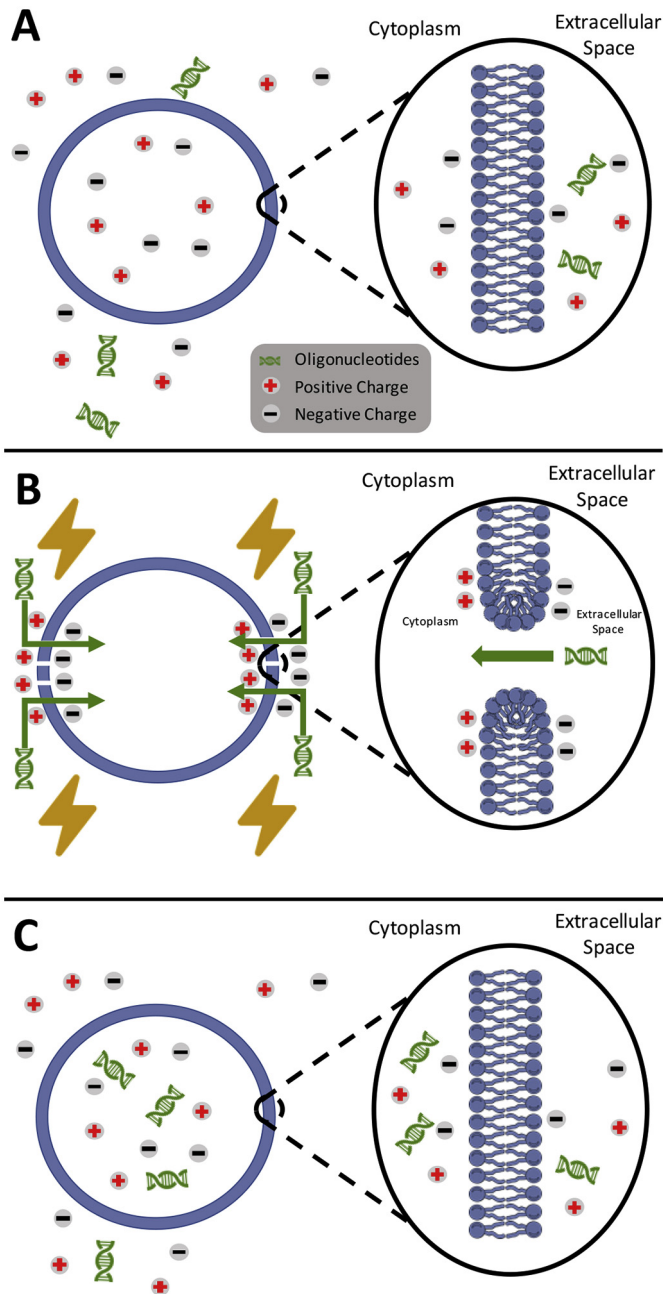 A
Cytoplasm
Extracellular
Space
Oligonucleotides
Positive Charge
Negative Charge
B
Cytoplasm
Extracellular
Space
Cytoplasm
Extracellular
Space
C
Cytoplasm
Extracellular
Space